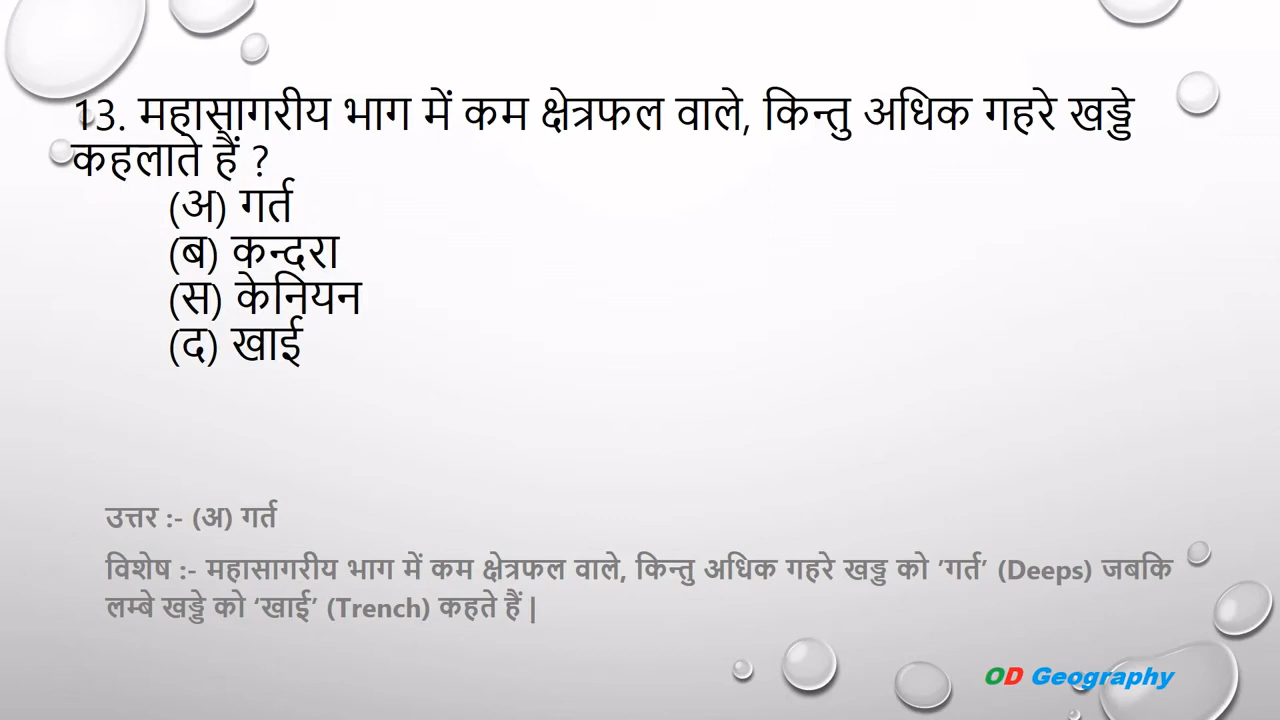 13. महासागरीय भाग में कम क्षेत्रफल वाले, किन्तु अधिक गहरे खड्डे
कहलाते हैं ?
(अ) गर्त
(ब) कन्दरा
(स) केनियन
(द) खाई
उत्तर :- (अ) गर्त
विशेष :- महासागरीय भाग में कम क्षेत्रफल वाले, किन्तु अधिक गहरे खड्ड को ‘गर्त’ (Deeps) जबकि
लम्बे खड्डे को ‘खाई’ (Trench) कहते हैं |
OD Geography